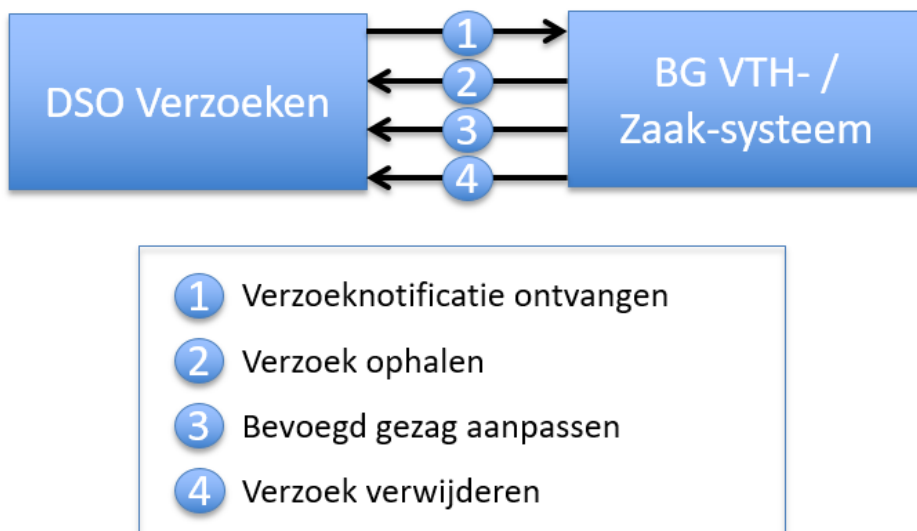 DSO Verzoeken
1
2
3
4
BG VTH- /
Zaak-systeem
1 Verzoeknotificatie ontvangen
2 Verzoek ophalen
3 Bevoegd gezag aanpassen
4 Verzoek verwijderen